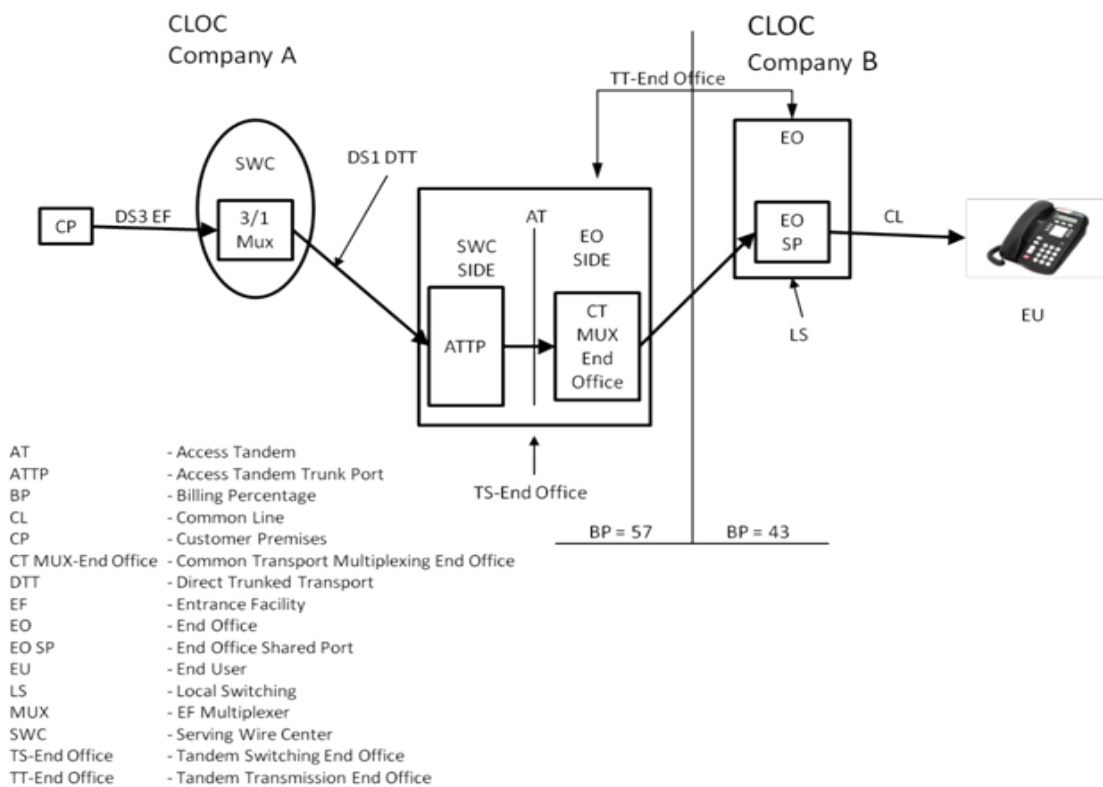 CLOC
Company A
CLOC
Company B
TT-End Office
EO
SWC
DS1 DTT
CP
DS3 EF
3/1
Mux
AT
SWC
SIDE
EO
SIDE
EO
SP
CL
ATTP
CT
MUX
End
Office
LS
EU
TS-End Office
BP = 57
BP = 43
AT - Access Tandem
ATTP - Access Tandem Trunk Port
BP - Billing Percentage
CL - Common Line
CP - Customer Premises
CT MUX-End Office - Common Transport Multiplexing End Office
DTT - Direct Trunked Transport
EF - Entrance Facility
EO - End Office
EO SP - End Office Shared Port
EU - End User
LS - Local Switching
MUX - EF Multiplexer
SWC - Serving Wire Center
TS-End Office - Tandem Switching End Office
TT-End Office - Tandem Transmission End Office